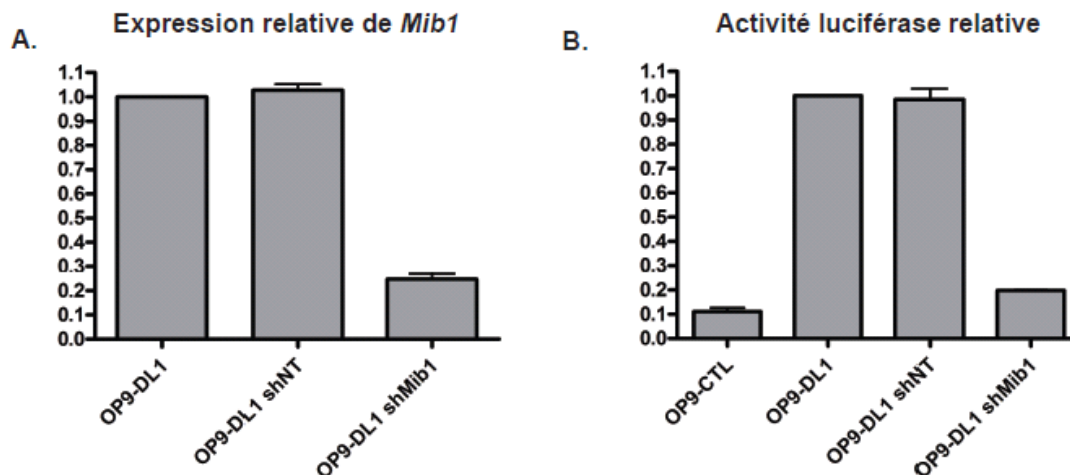 A.
Expression relative de Mib1
1.1
1.0
0.9
0.8
0.7
0.6
0.5
0.4
0.3
0.2
0.1
0.0
OP9-DL1
OP9-DL1 shNT
OP9-DL1 shMib1
B.
Activité luciférase relative
1.1
1.0
0.9
0.8
0.7
0.6
0.5
0.4
0.3
0.2
0.1
0.0
OP9-CTL
OP9-DL1
OP9-DL1 shNT
OP9-DL1 shMib1